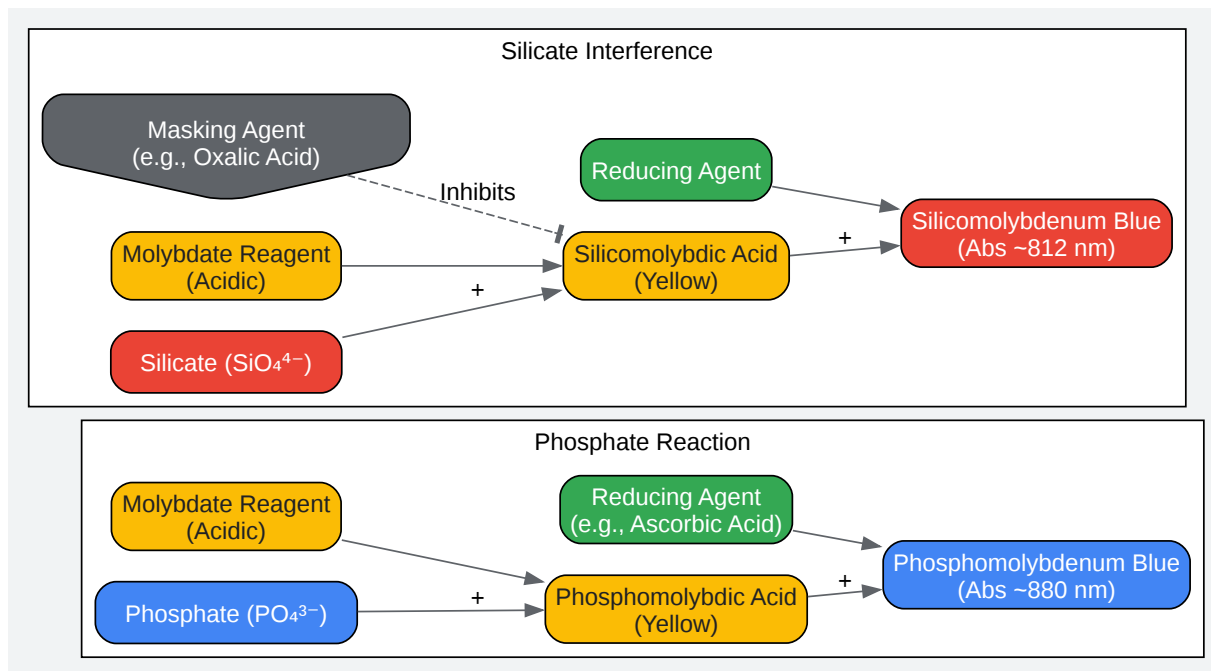 Silicate Interference
Masking Agent
(e.g., Oxalic Acid)
Inhibits
Reducing Agent
Molybdate Reagent
(Acidic)
Silicomolybdic Acid
(Yellow)
+
Silicomolybdenum Blue
(Abs ~812 nm)
+
Silicate (SiO₄⁴⁻)
Phosphate Reaction
Molybdate Reagent
(Acidic)
Reducing Agent
(e.g., Ascorbic Acid)
Phosphate (PO₄³⁻)
+
Phosphomolybdic Acid
(Yellow)
+
Phosphomolybdenum Blue
(Abs ~880 nm)